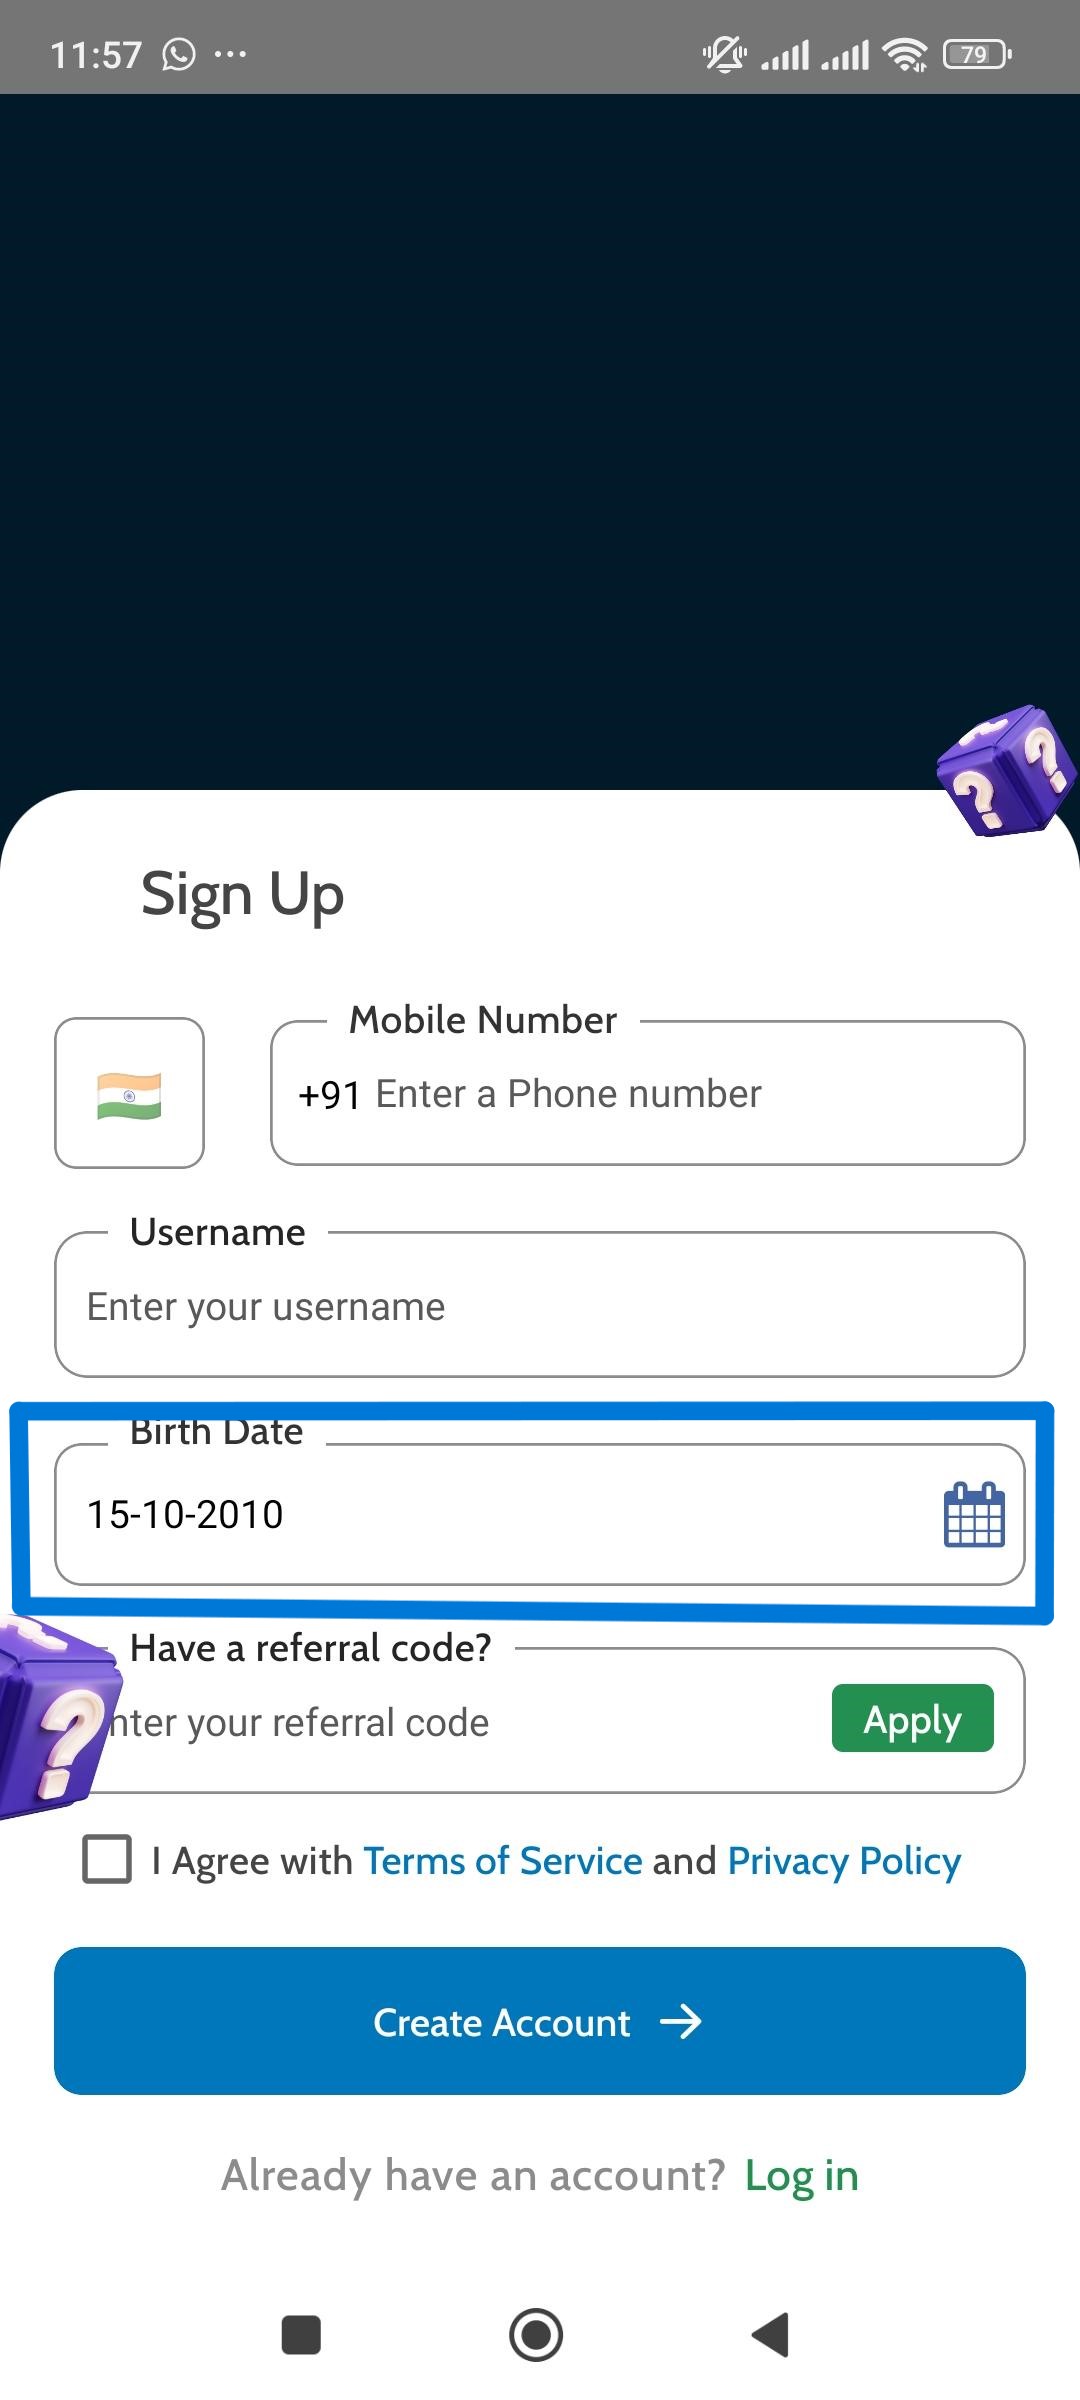 11:57
79
Sign Up
Mobile Number
+91 Enter a Phone number
Username
Enter your username
Birth Date
15-10-2010
Have a referral code?
nter your referral code
Apply
I Agree with Terms of Service and Privacy Policy
Create Account →
Already have an account? Log in